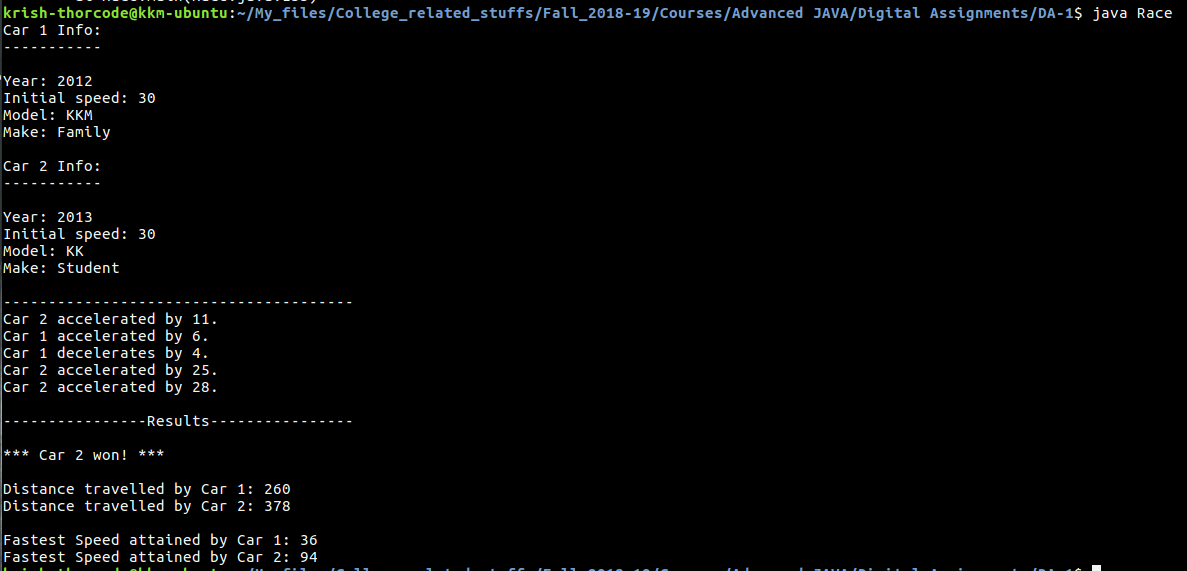 krish-thorcode@kkm-ubuntu:~/My_files/College_related_stuffs/Fall_2018-19/Courses/Advanced JAVA/Digital Assignments/DA-1$ java Race
Car 1 Info:
-----------
Year: 2012
Initial speed: 30
Model: KKM
Make: Family
Car 2 Info:
-----------
Year: 2013
Initial speed: 30
Model: KK
Make: Student
---------------------------------------
Car 2 accelerated by 11.
Car 1 accelerated by 6.
Car 1 decelerates by 4.
Car 2 accelerated by 25.
Car 2 accelerated by 28.
----------------Results----------------
*** Car 2 won! ***
Distance travelled by Car 1: 260
Distance travelled by Car 2: 378
Fastest Speed attained by Car 1: 36
Fastest Speed attained by Car 2: 94